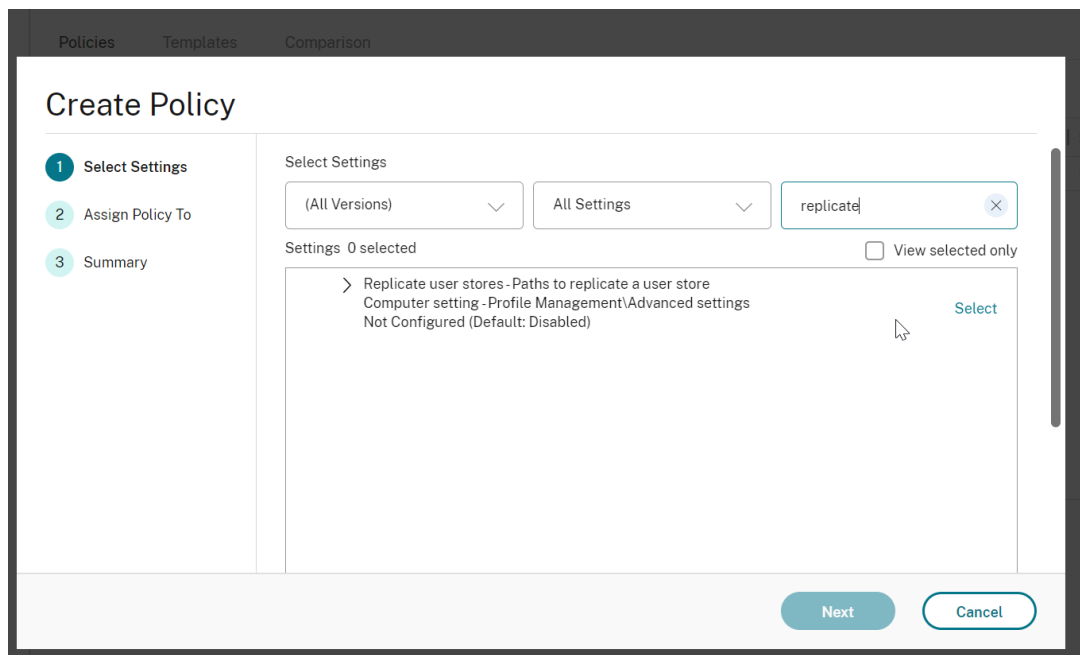 Policies Templates Comparison
Create Policy
1 Select Settings
2 Assign Policy To
3 Summary
Select Settings
(All Versions) All Settings replicate
Settings 0 selected View selected only
Replicate user stores - Paths to replicate a user store
Computer setting - Profile Management\Advanced settings
Not Configured (Default: Disabled)
Select
Next Cancel